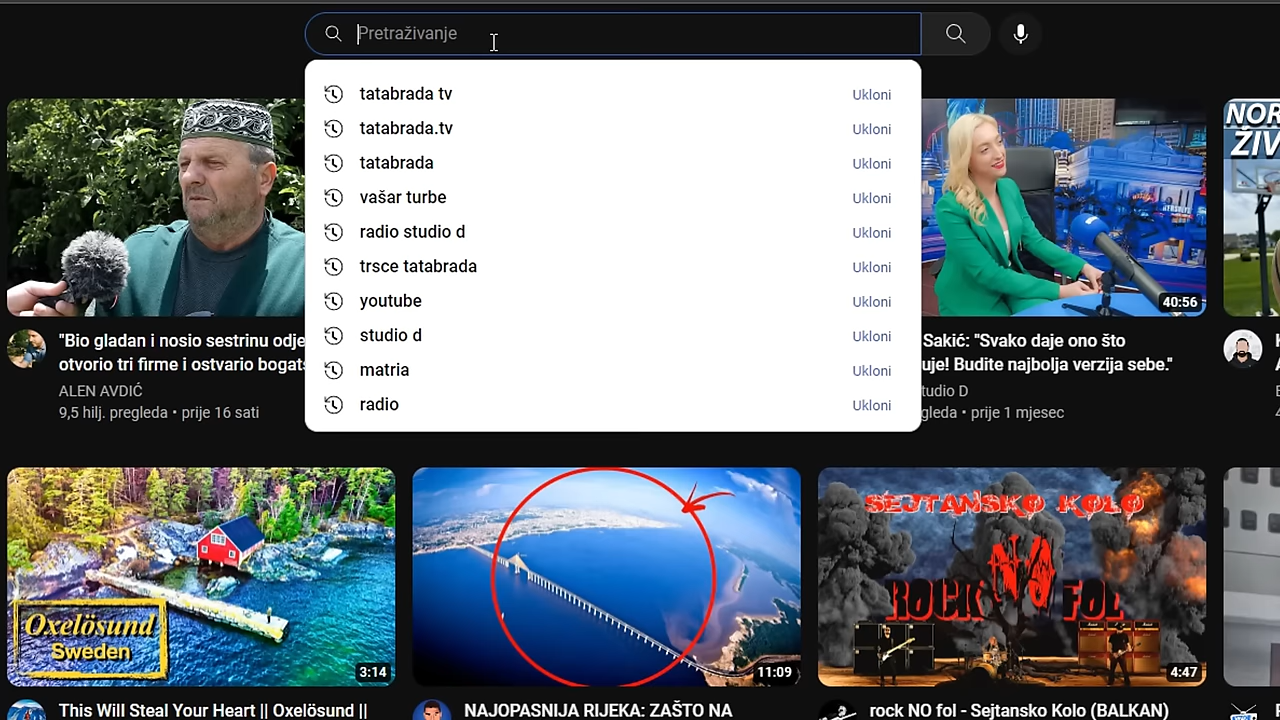 Pretraživanje
tatabrada tv Ukloni
tatabrada.tv Ukloni
tatabrada Ukloni
vašar turbe Ukloni
radio studio d Ukloni
trsce tatabrada Ukloni
youtube Ukloni
studio d Ukloni
matria Ukloni
radio Ukloni
NOR
ŽIV
40:56
"Bio gladan i nosio sestrinu odje
otvorio tri firme i ostvario bogats
ALEN AVDIĆ
9,5 hilj. pregleda • prije 16 sati
Sakić: "Svako daje ono što
uje! Budite najbolja verzija sebe."
tudio D
gleda • prije 1 mjesec
Oxelösund
Sweden
3:14
11:09
SEJTANSKO KOLO
ROCK NO FOL
4:47
This Will Steal Your Heart || Oxelösund ||
NAJOPASNIJA RIJEKA: ZAŠTO NA
rock NO fol - Sejtansko Kolo (BALKAN)